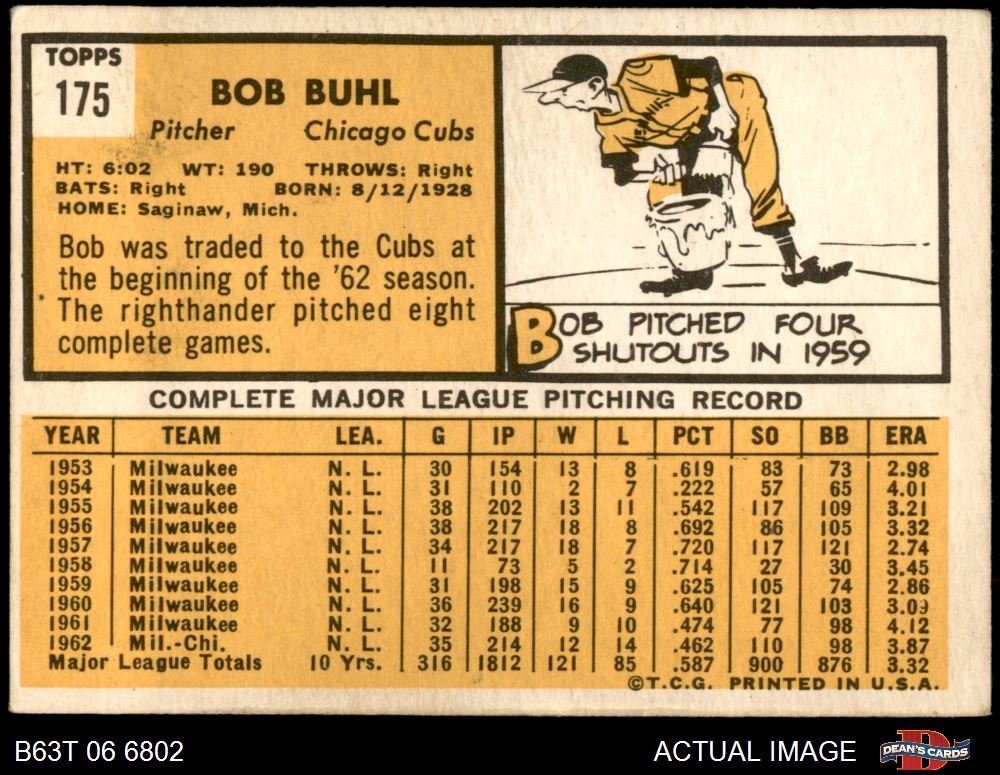 TOPPS
175
BOB BUHL
Pitcher Chicago Cubs
HT: 6:02 WT: 190 THROWS: Right
BATS: Right BORN: 8/12/1928
HOME: Saginaw, Mich.
Bob was traded to the Cubs at
the beginning of the '62 season.
The righthander pitched eight
complete games.
BOB PITCHED FOUR
SHUTOUTS IN 1959
COMPLETE MAJOR LEAGUE PITCHING RECORD
YEAR TEAM LEA. G IP W L PCT SO BB ERA
1953 Milwaukee N. L. 30 154 13 8 .619 83 73 2.98
1954 Milwaukee N. L. 31 110 2 7 .222 57 65 4.01
1955 Milwaukee N. L. 38 202 13 11 .542 117 109 3.21
1956 Milwaukee N. L. 38 217 18 8 .692 86 105 3.32
1957 Milwaukee N. L. 34 217 18 7 .720 117 121 2.74
1958 Milwaukee N. L. 11 73 5 2 .714 27 30 3.45
1959 Milwaukee N. L. 31 198 15 9 .625 105 74 2.86
1960 Milwaukee N. L. 36 239 16 9 .640 121 103 3.09
1961 Milwaukee N. L. 32 188 9 10 .474 77 98 4.12
1962 Mil.-Chi. N. L. 35 214 12 14 .462 110 98 3.87
Major League Totals 10 Yrs. 316 1812 121 85 .587 900 876 3.32
©T.C.G. PRINTED IN U.S.A.
B63T 06 6802 ACTUAL IMAGE DEAN'S CARDS